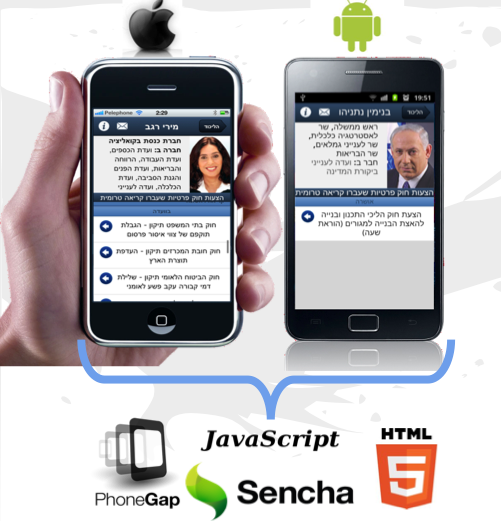 Pelephone
2:29
הליכוד
מירי רגב
חברת כנסת בקואליציה
חברה ב: ועדת הכספים,
ועדת העבודה, הרווחה
והבריאות, ועדת הפנים
והגנת הסביבה, ועדת
הכלכלה, ועדה לענייני
הצעות חוק פרטיות שעברו קריאה טרומית
בוועדה
חוק בתי המשפט תיקון - הגבלת
תוקפם של צווי איסור פרסום
חוק חובת המכרזים תיקון - העדפת
תוצרת הארץ
חוק הביטוח הלאומי תיקון - שלילת
דמי קבורה עקב פשע לאומני
19:51
הליכוד
בנימין נתניהו
ראש ממשלה, שר
לאסטרטגיה כלכלית,
שר לענייני גמלאים,
שר הבריאות
חבר ב: ועדה לענייני
ביקורת המדינה
הצעות חוק פרטיות שעברו קריאה טרומית
הצעת חוק הליכי התכנון ובנייה
להאצת הבנייה למגורים (הוראת
שעה)
PhoneGap
JavaScript
Sencha
HTML
5